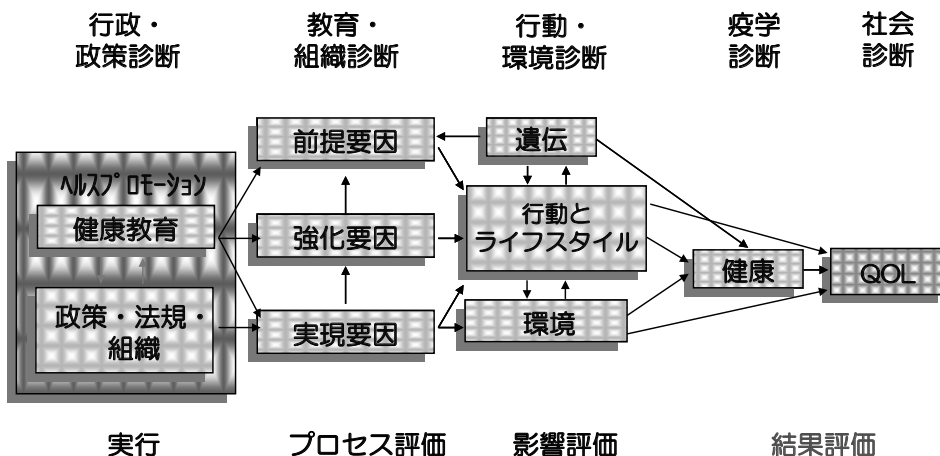 行政・
政策診断
教育・
組織診断
行動・
環境診断
疫学
診断
社会
診断
ﾍﾙｽﾌﾟﾛﾓｰｼｮﾝ
健康教育
政策・法規・
組織
前提要因
強化要因
実現要因
遺伝
行動と
ライフスタイル
環境
健康
QOL
実行
プロセス評価
影響評価
結果評価